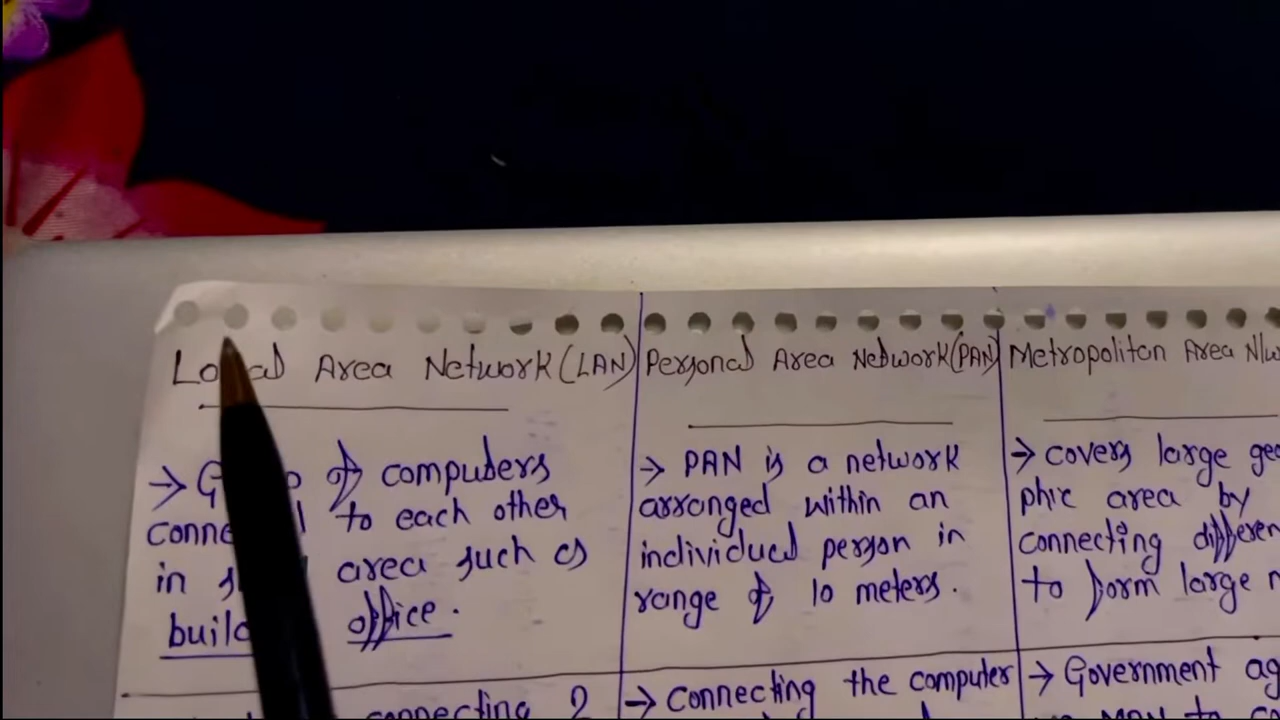 Local Area Network (LAN)
→ G of computers
to each other
in area such as
office.
connecting 2
Personal Area Network (PAN)
→ PAN is a network
arranged within an
individual person in
range of 10 meters.
→ Connecting the computer
Metropolitan Area N/w
→ covers large geo
phic area by
connecting differen
to form large n
→ Government ag